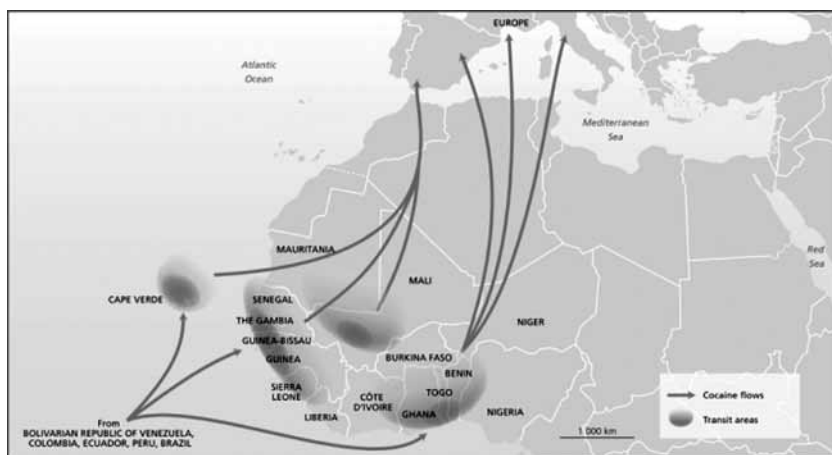 EUROPE
Atlantic
Ocean
Mediterranean
Sea
Red
Sea
MAURITANIA
MALI
CAPE VERDE
SENEGAL
THE GAMBIA
NIGER
GUINEA-BISSAU
GUINEA
BURKINA FASO
BENIN
SIERRA
LEONE
CÔTE
D'IVOIRE
TOGO
LIBERIA
GHANA
NIGERIA
Cocaine flows
Transit areas
From
BOLIVARIAN REPUBLIC OF VENEZUELA,
COLOMBIA, ECUADOR, PERU, BRAZIL
1 000 km